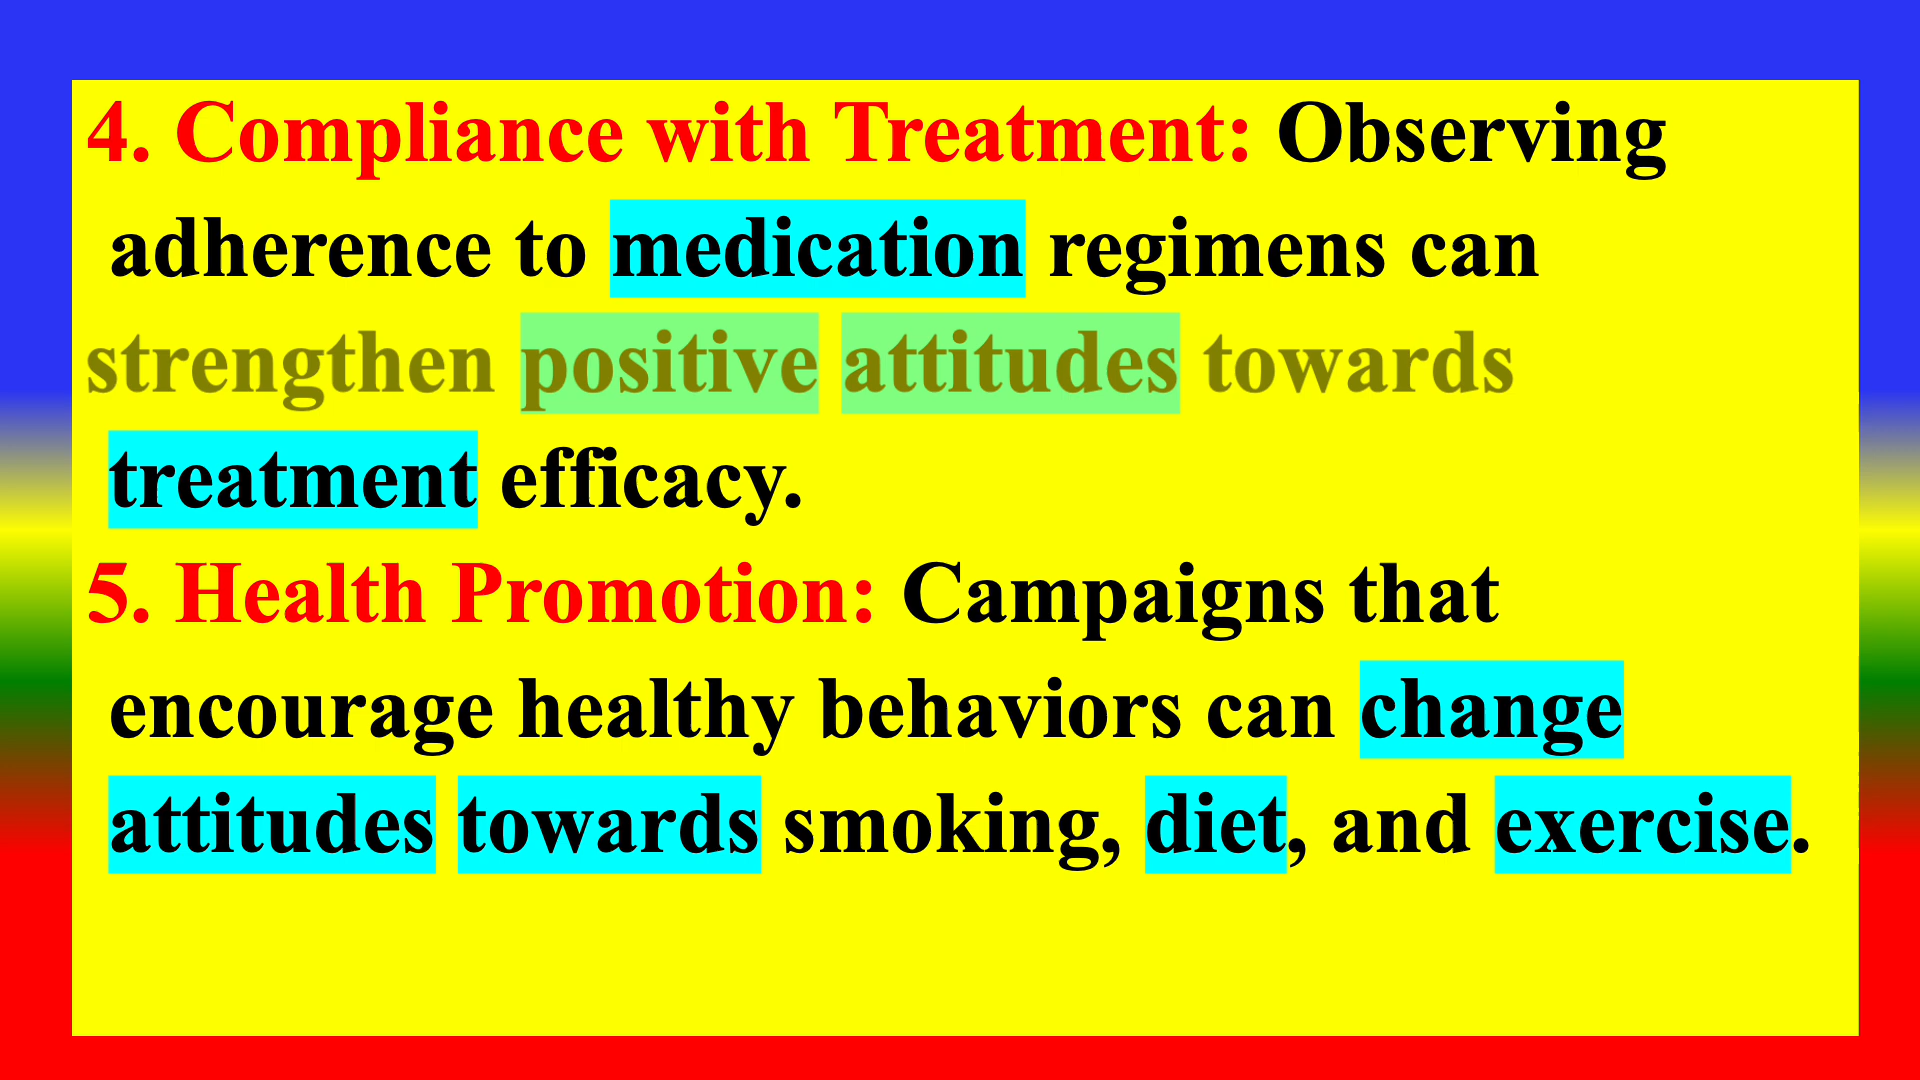 4. Compliance with Treatment: Observing
adherence to medication regimens can
strengthen positive attitudes towards
treatment efficacy.
5. Health Promotion: Campaigns that
encourage healthy behaviors can change
attitudes towards smoking, diet, and exercise.